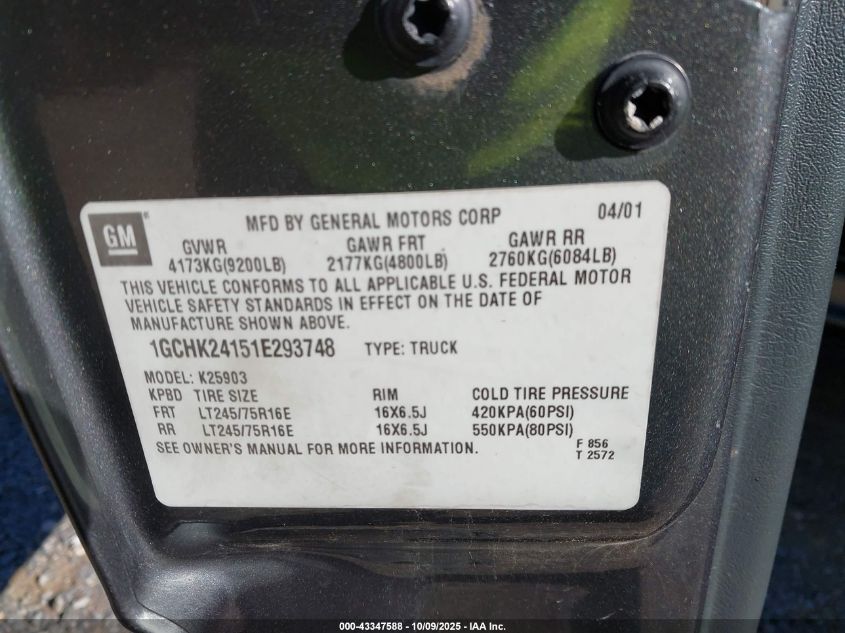 GM
MFD BY GENERAL MOTORS CORP 04/01
GVWR GAWR FRT GAWR RR
4173KG(9200LB) 2177KG(4800LB) 2760KG(6084LB)
THIS VEHICLE CONFORMS TO ALL APPLICABLE U.S. FEDERAL MOTOR
VEHICLE SAFETY STANDARDS IN EFFECT ON THE DATE OF
MANUFACTURE SHOWN ABOVE.
1GCHK24151E293748 TYPE: TRUCK
MODEL: K25903
KPBD TIRE SIZE RIM COLD TIRE PRESSURE
FRT LT245/75R16E 16X6.5J 420KPA(60PSI)
RR LT245/75R16E 16X6.5J 550KPA(80PSI)
SEE OWNER'S MANUAL FOR MORE INFORMATION. F 856
T 2572
000-43347588 - 10/09/2025 - IAA Inc.